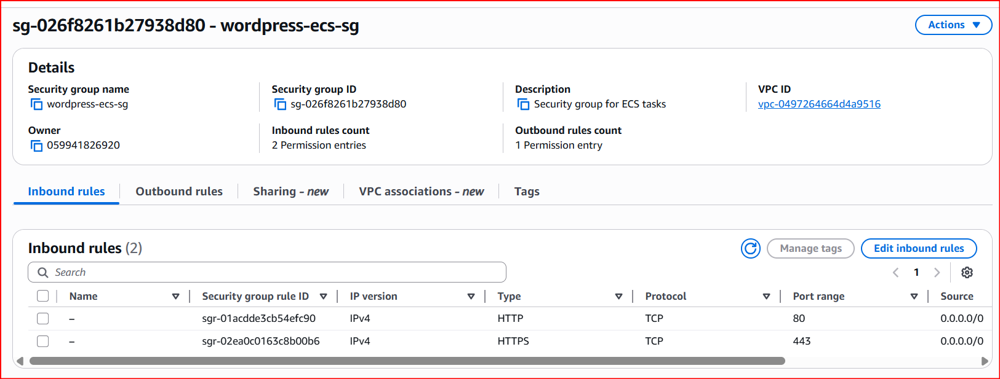 sg-026f8261b27938d80 - wordpress-ecs-sg
Actions
Details
Security group name
wordpress-ecs-sg
Security group ID
sg-026f8261b27938d80
Description
Security group for ECS tasks
VPC ID
vpc-0497264664d4a9516
Owner
059941826920
Inbound rules count
2 Permission entries
Outbound rules count
1 Permission entry
Inbound rules Outbound rules Sharing - new VPC associations - new Tags
Inbound rules (2)
Manage tags
Edit inbound rules
Search
1
Name Security group rule ID IP version Type Protocol Port range Source
– sgr-01acdde3cb54efc90 IPv4 HTTP TCP 80 0.0.0.0/0
– sgr-02ea0c0163c8b00b6 IPv4 HTTPS TCP 443 0.0.0.0/0